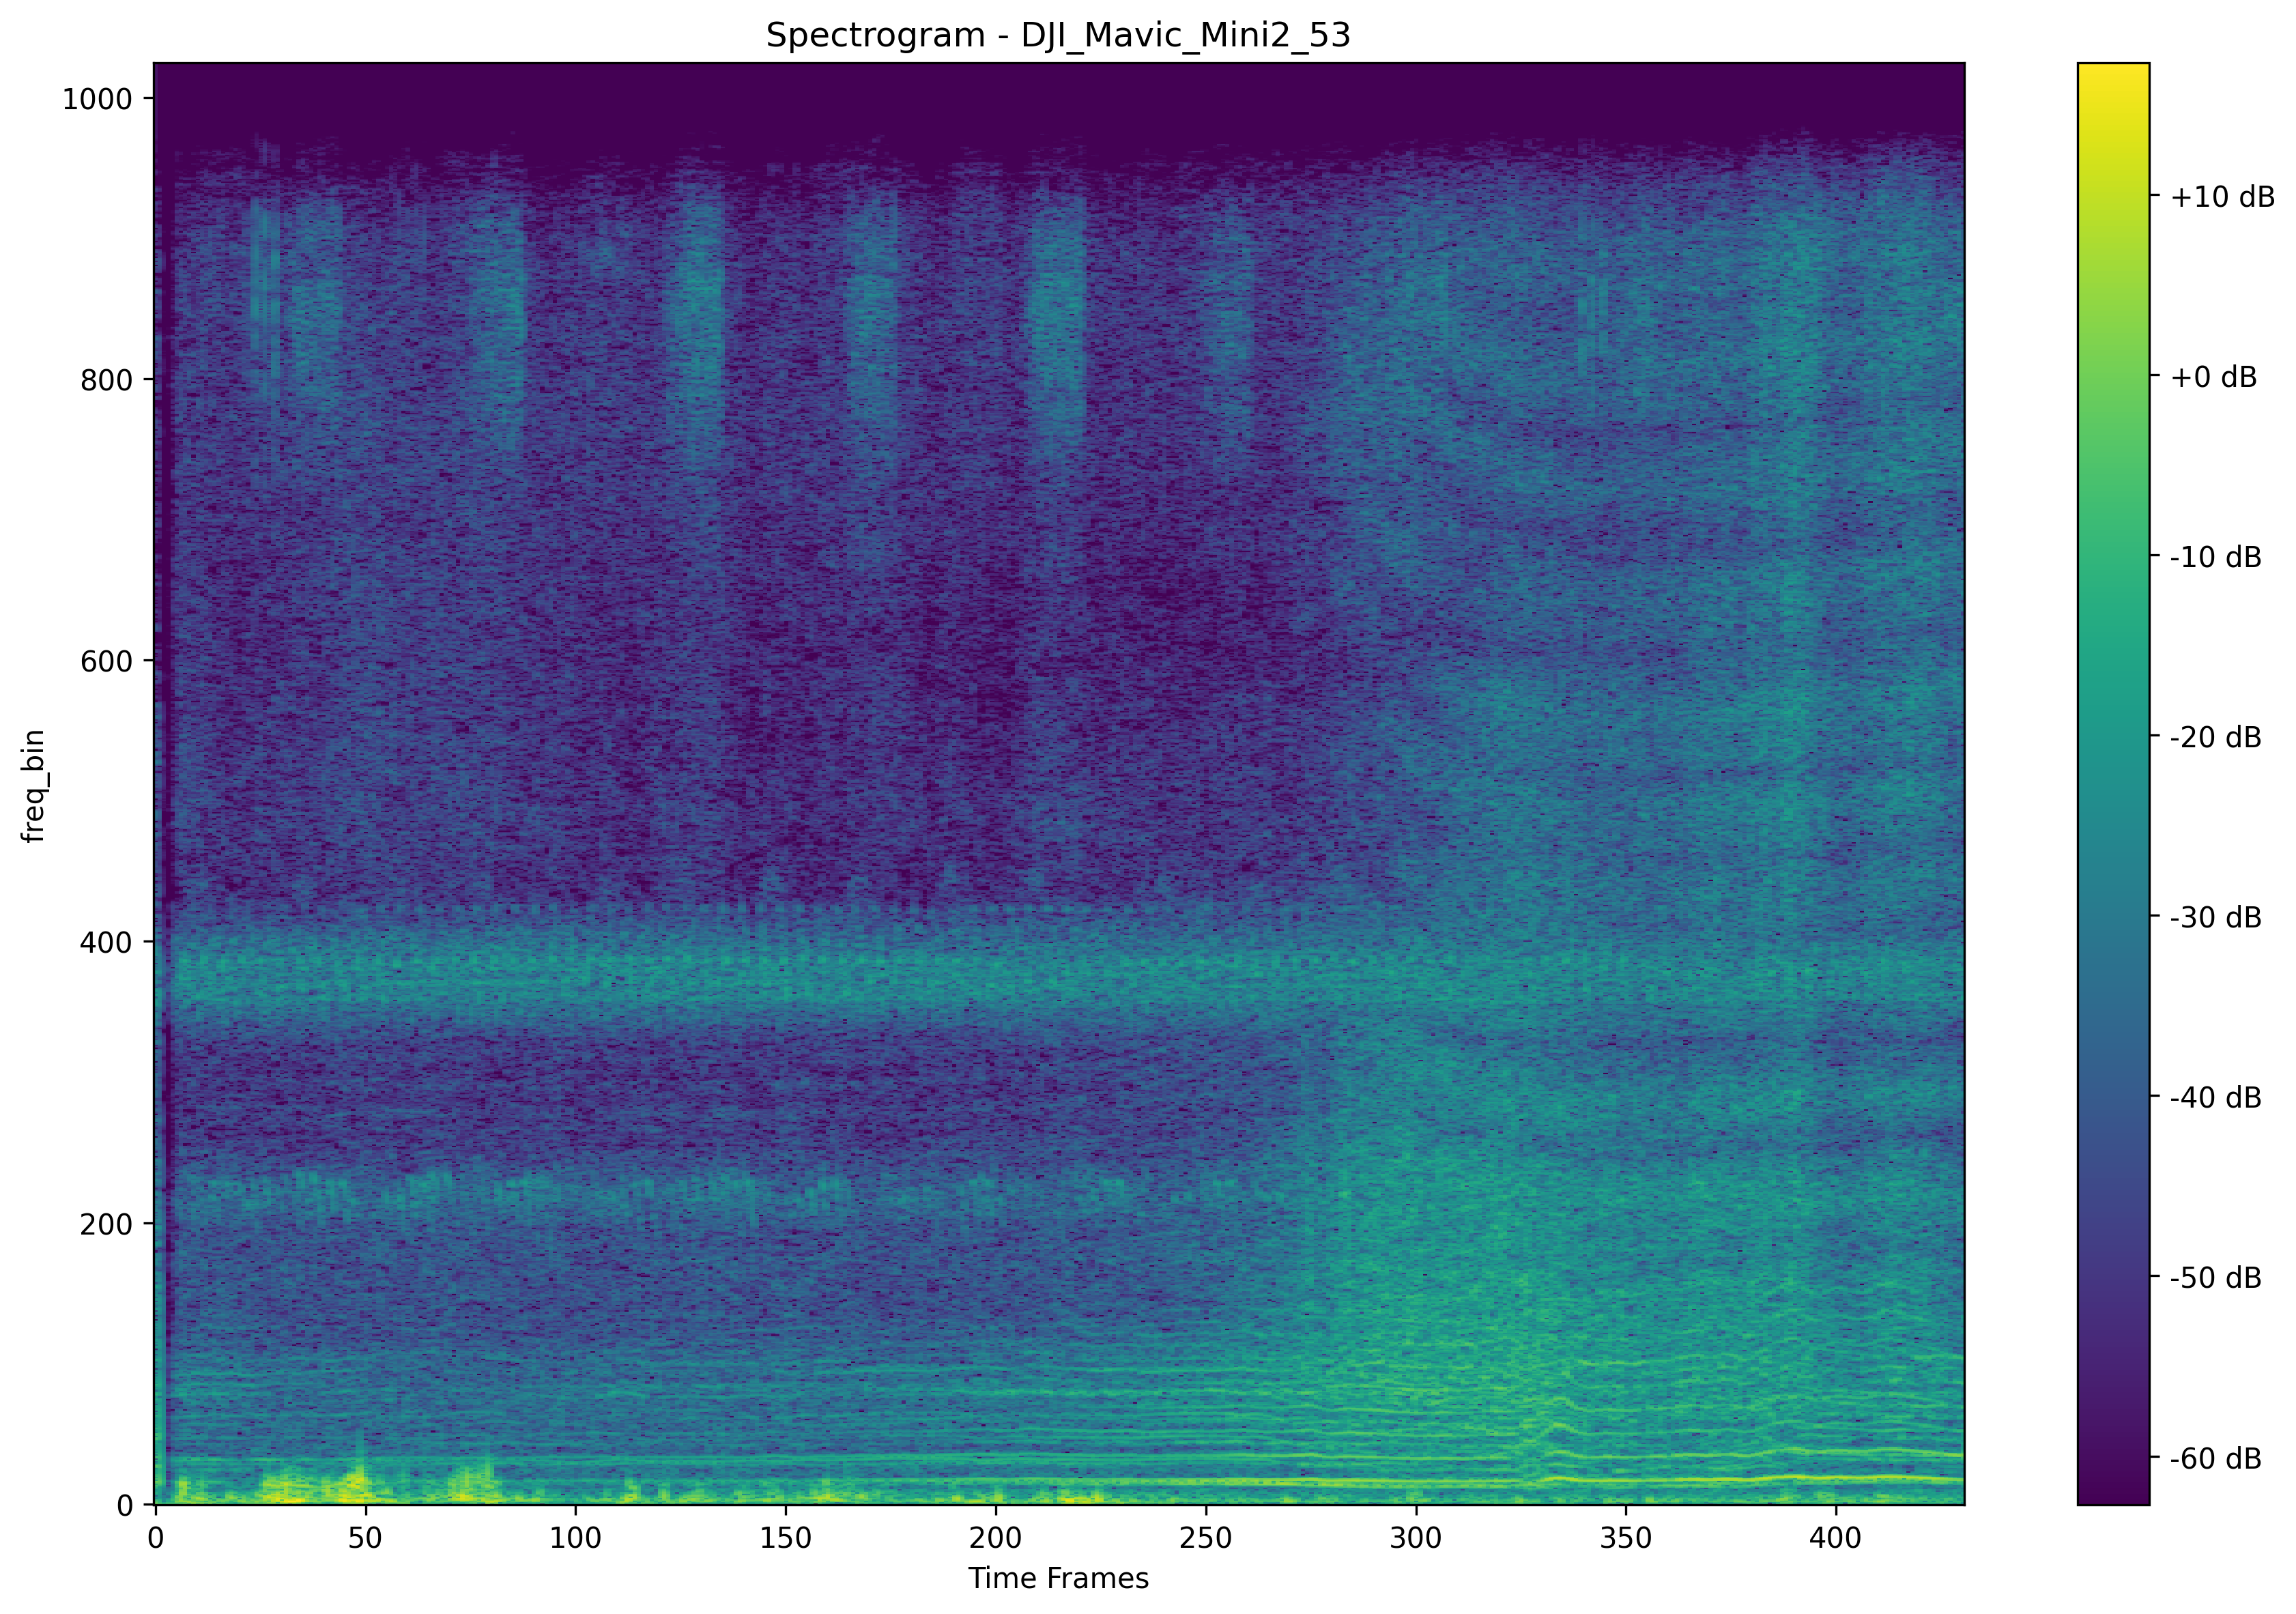 Spectrogram - DJI_Mavic_Mini2_53
1000
800
600
400
200
0
freq_bin
0 50 100 150 200 250 300 350 400
Time Frames
+10 dB
+0 dB
-10 dB
-20 dB
-30 dB
-40 dB
-50 dB
-60 dB